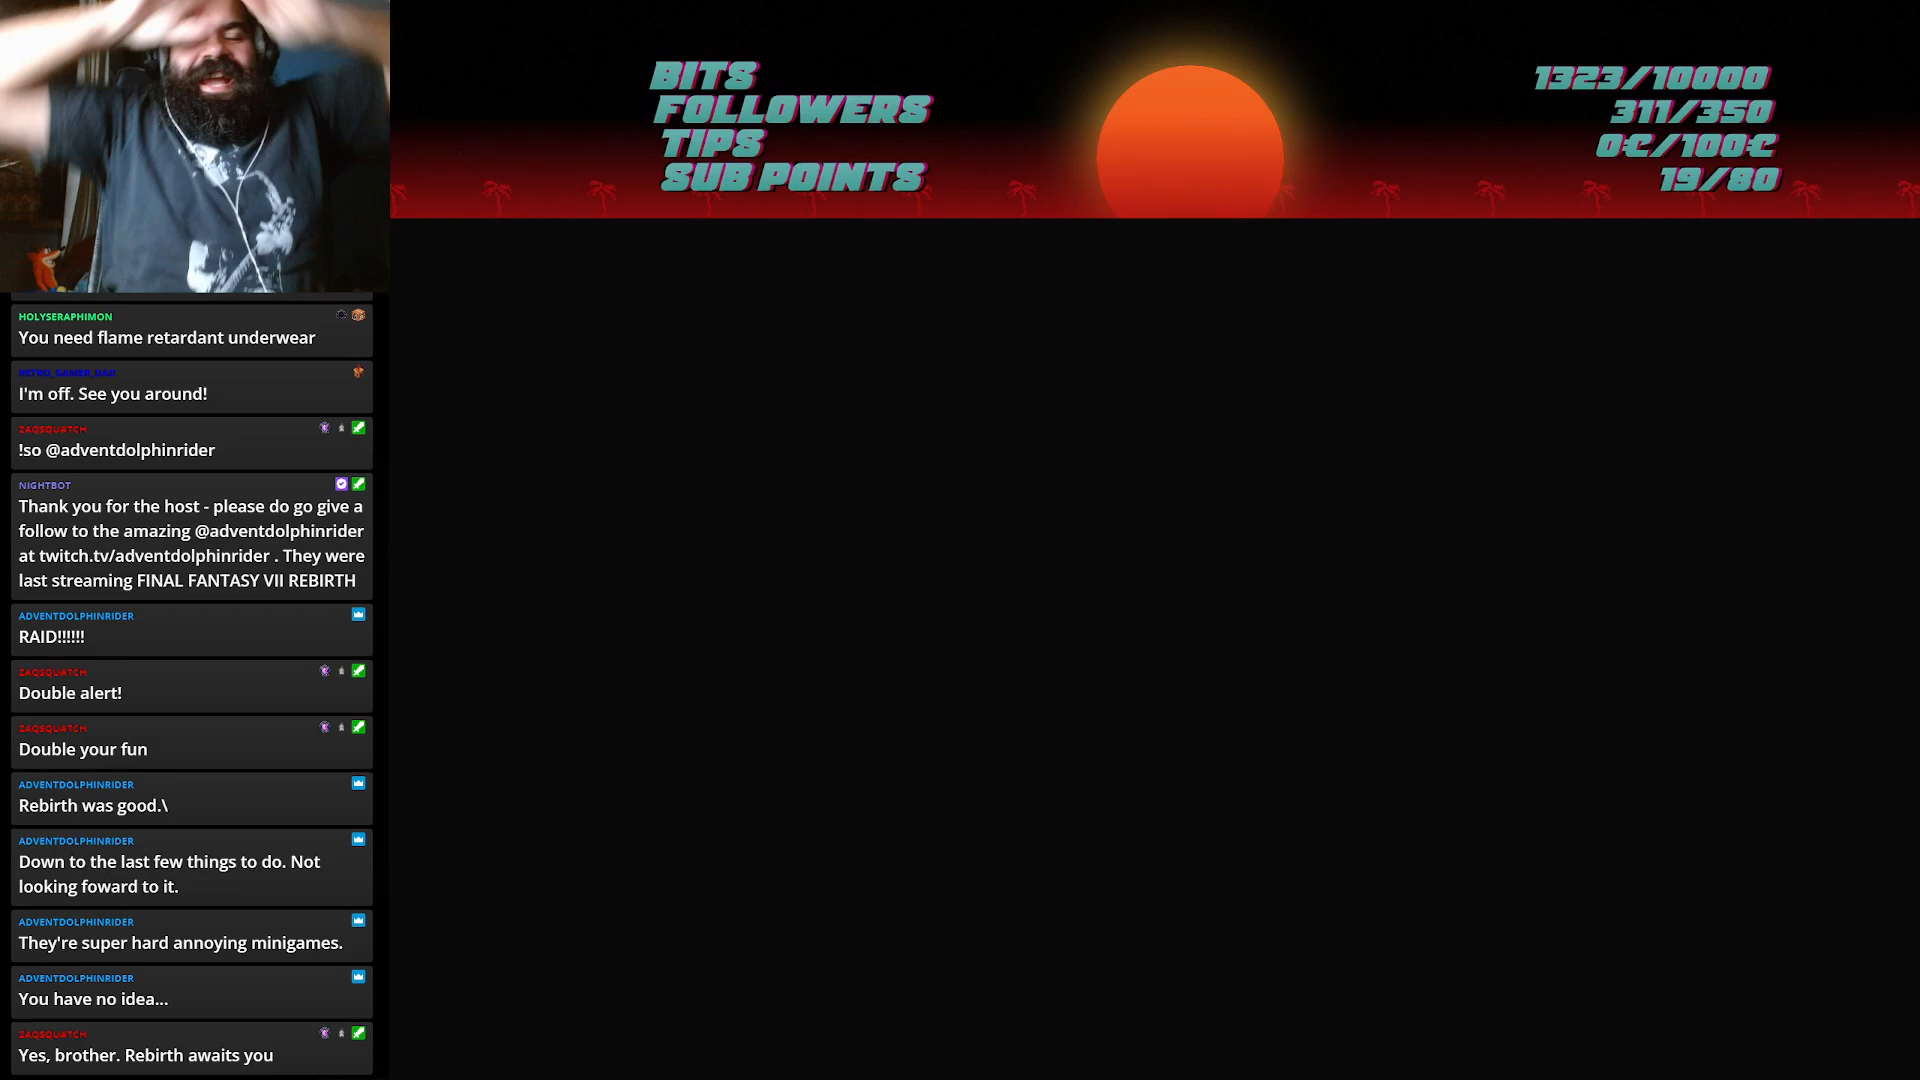 BITS
FOLLOWERS
TIPS
SUB POINTS
1323/10000
311/350
0€/100€
19/80
HOLYSERAPHIMON
You need flame retardant underwear
RETRO_GAMER_DAD
I'm off. See you around!
ZAQSQUATCH
!so @adventdolphinrider
NIGHTBOT
Thank you for the host - please do go give a
follow to the amazing @adventdolphinrider
at twitch.tv/adventdolphinrider . They were
last streaming FINAL FANTASY VII REBIRTH
ADVENTDOLPHINRIDER
RAID!!!!!!
ZAQSQUATCH
Double alert!
ZAQSQUATCH
Double your fun
ADVENTDOLPHINRIDER
Rebirth was good.\
ADVENTDOLPHINRIDER
Down to the last few things to do. Not
looking foward to it.
ADVENTDOLPHINRIDER
They're super hard annoying minigames.
ADVENTDOLPHINRIDER
You have no idea...
ZAQSQUATCH
Yes, brother. Rebirth awaits you